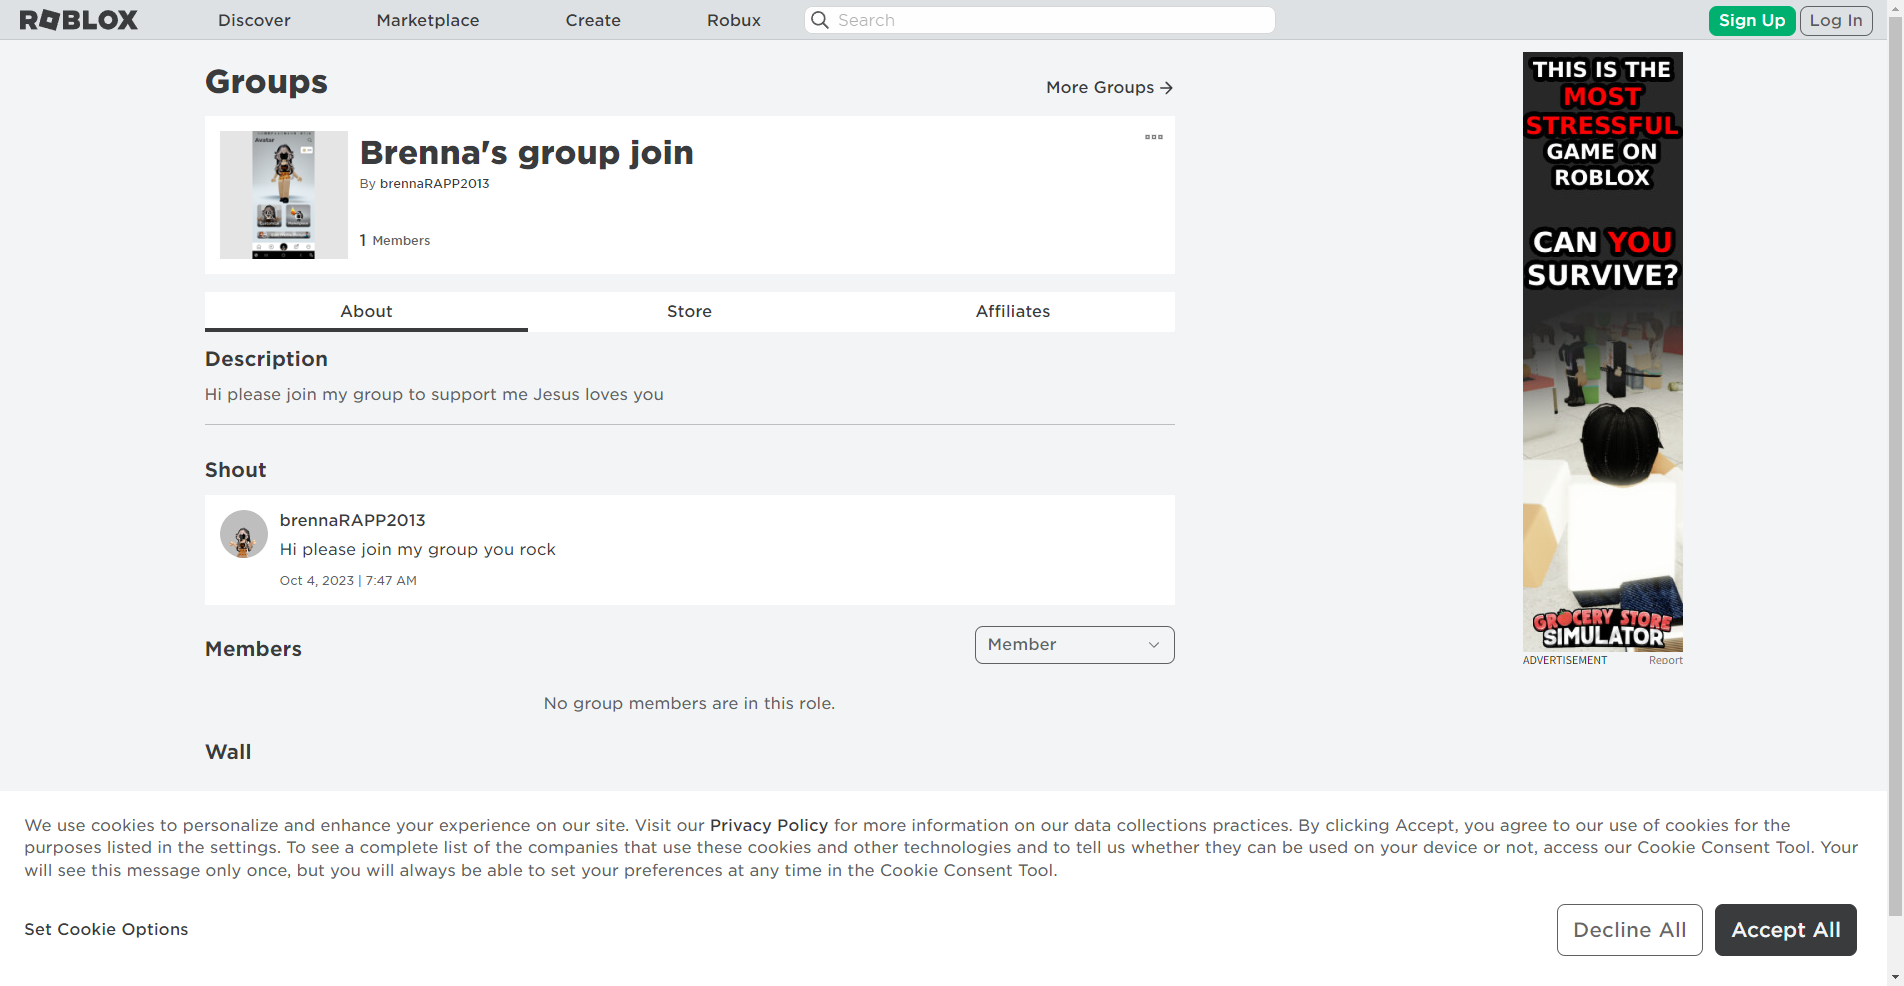 ROBLOX
Discover
Marketplace
Create
Robux
Search
Sign Up
Log In
Groups
More Groups →
Avatar
Brenna's group join
By brennaRAPP2013
1 Members
About
Store
Affiliates
Description
Hi please join my group to support me Jesus loves you
Shout
brennaRAPP2013
Hi please join my group you rock
Oct 4, 2023 | 7:47 AM
Members
Member
No group members are in this role.
Wall
THIS IS THE
MOST
STRESSFUL
GAME ON
ROBLOX
CAN YOU
SURVIVE?
GROCERY STORE
SIMULATOR
ADVERTISEMENT
Report
We use cookies to personalize and enhance your experience on our site. Visit our Privacy Policy for more information on our data collections practices. By clicking Accept, you agree to our use of cookies for the
purposes listed in the settings. To see a complete list of the companies that use these cookies and other technologies and to tell us whether they can be used on your device or not, access our Cookie Consent Tool. Your
will see this message only once, but you will always be able to set your preferences at any time in the Cookie Consent Tool.
Set Cookie Options
Decline All
Accept All